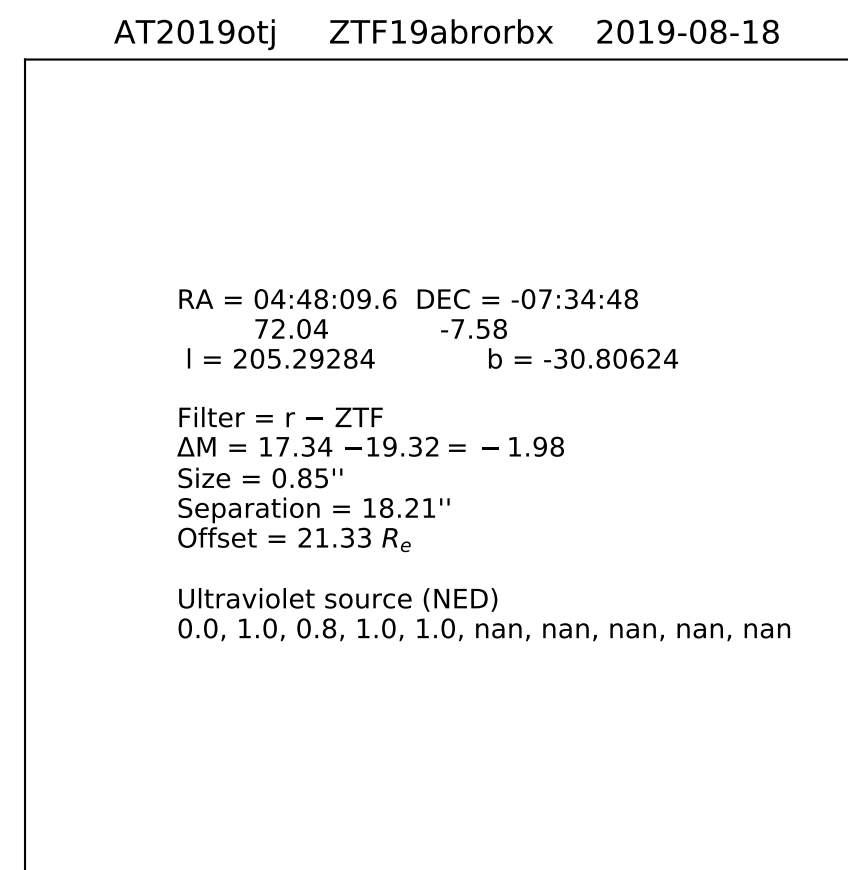 AT2019otj ZTF19abrorbx 2019-08-18
RA = 04:48:09.6 DEC = -07:34:48
72.04 -7.58
l = 205.29284 b = -30.80624
Filter = r − ZTF
ΔM = 17.34 −19.32 = − 1.98
Size = 0.85''
Separation = 18.21''
Offset = 21.33 Rₑ
Ultraviolet source (NED)
0.0, 1.0, 0.8, 1.0, 1.0, nan, nan, nan, nan, nan